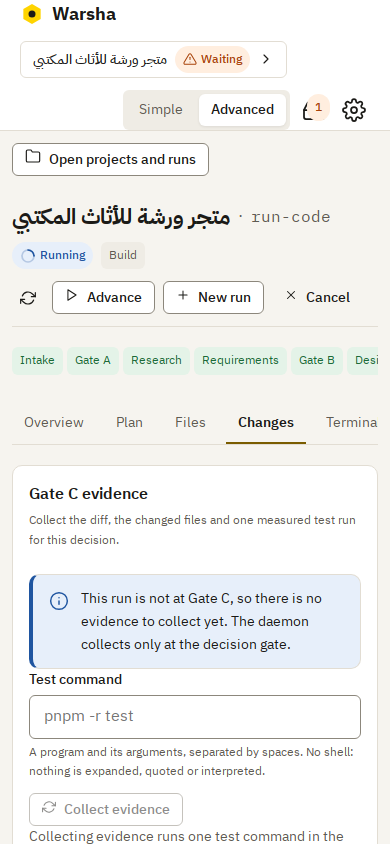 Warsha
متجر ورشة للأثاث المكتبي
Waiting
Simple
Advanced
1
Open projects and runs
متجر ورشة للأثاث المكتبي · run-code
Running
Build
Advance
New run
Cancel
Intake
Gate A
Research
Requirements
Gate B
Desi
Overview
Plan
Files
Changes
Termina
Gate C evidence
Collect the diff, the changed files and one measured test run
for this decision.
This run is not at Gate C, so there is no
evidence to collect yet. The daemon
collects only at the decision gate.
Test command
pnpm -r test
A program and its arguments, separated by spaces. No shell:
nothing is expanded, quoted or interpreted.
Collect evidence
Collecting evidence runs one test command in the